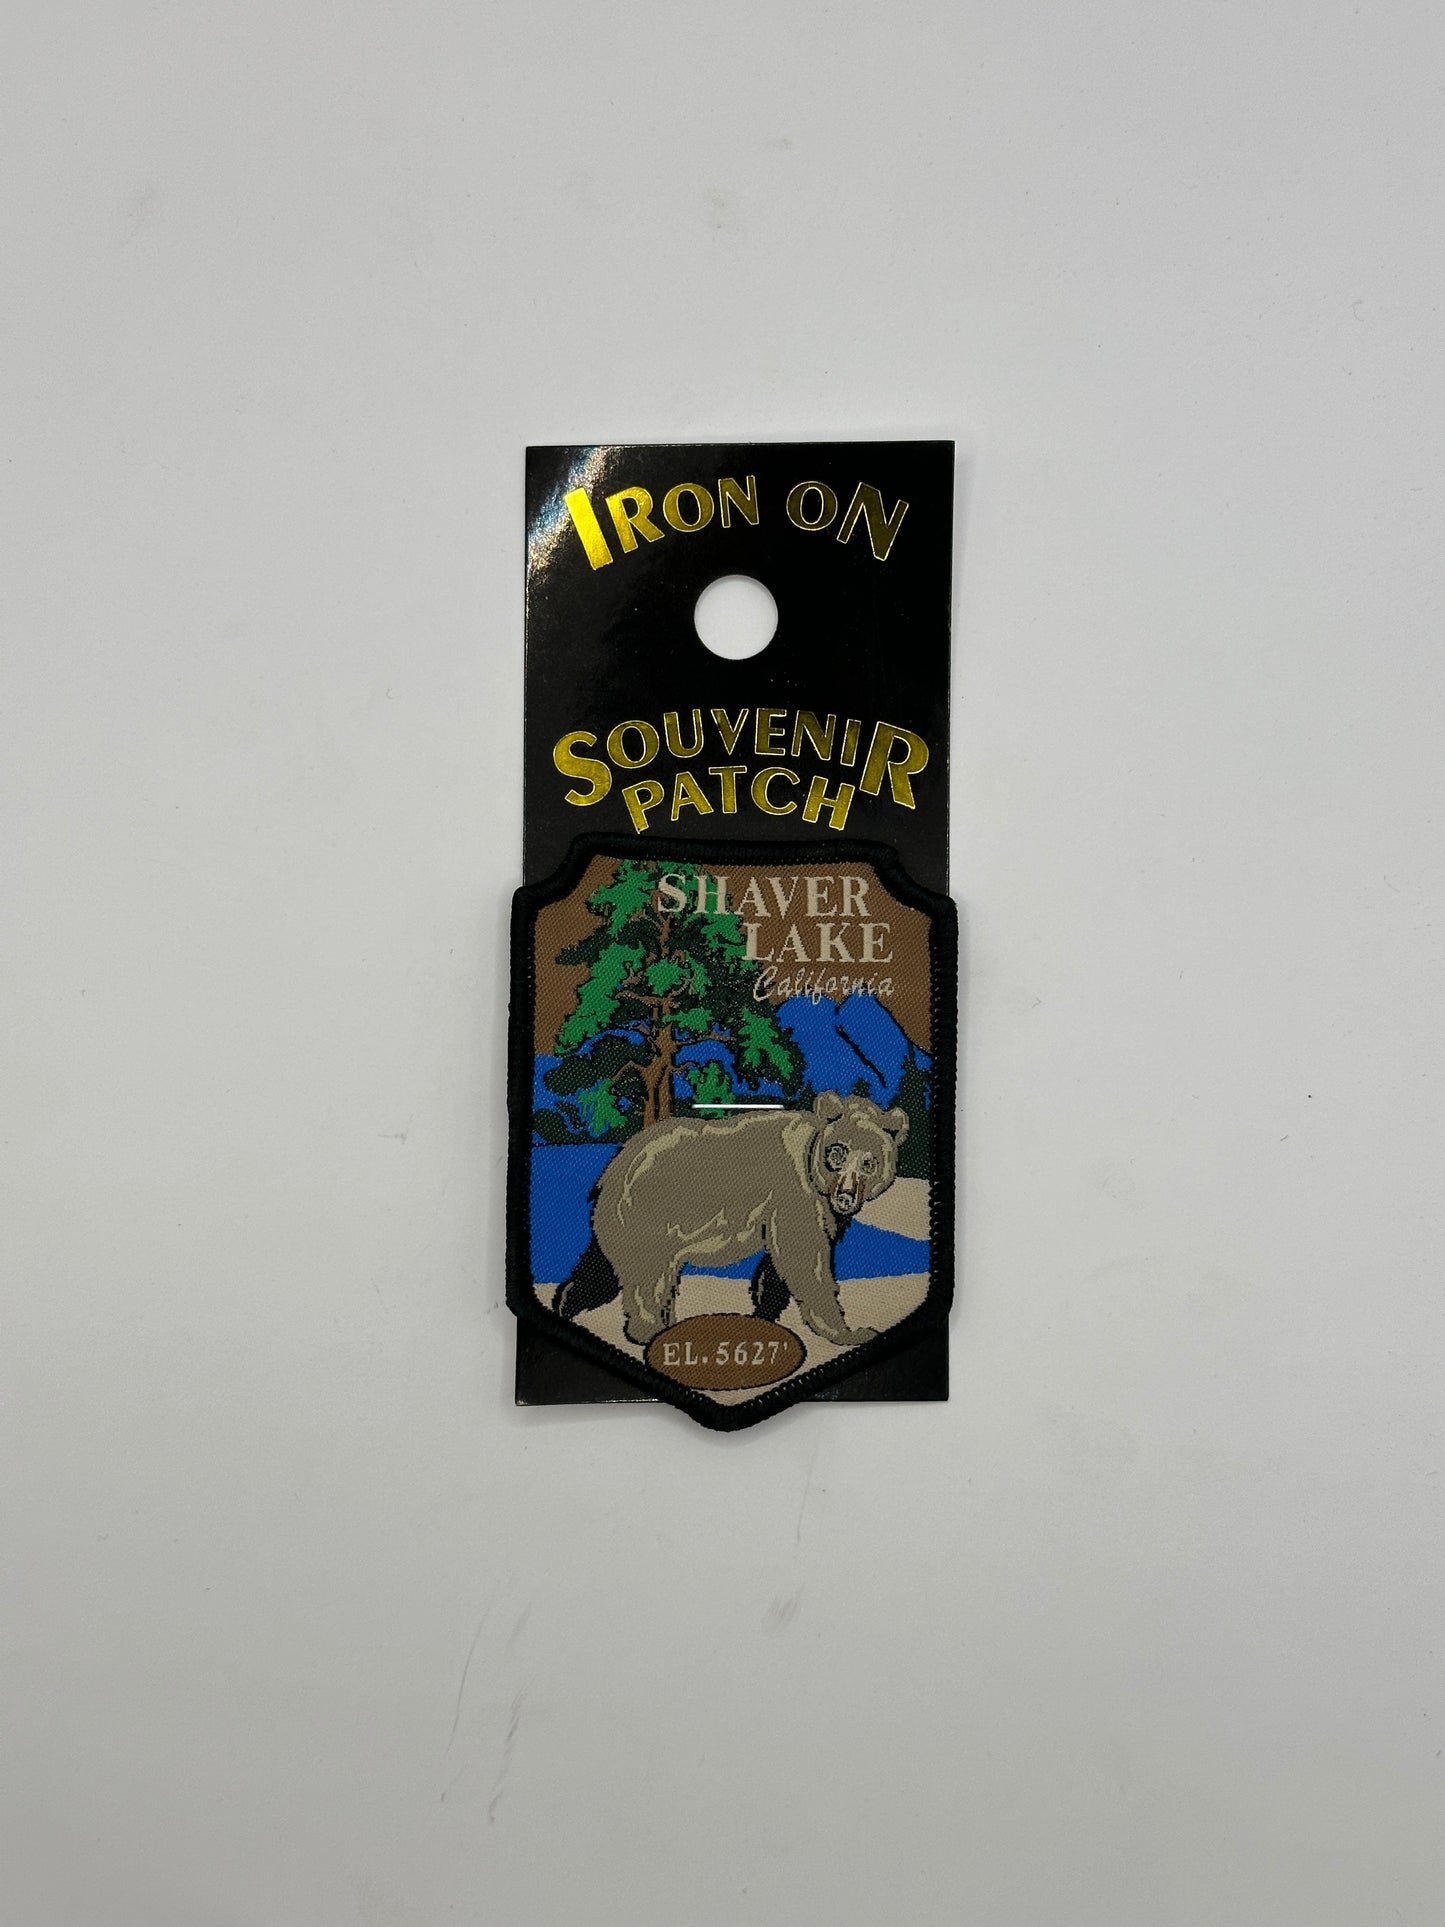 IRON ON
SOUVENIR
PATCH
SHAVER
LAKE
California
EL. 5627'